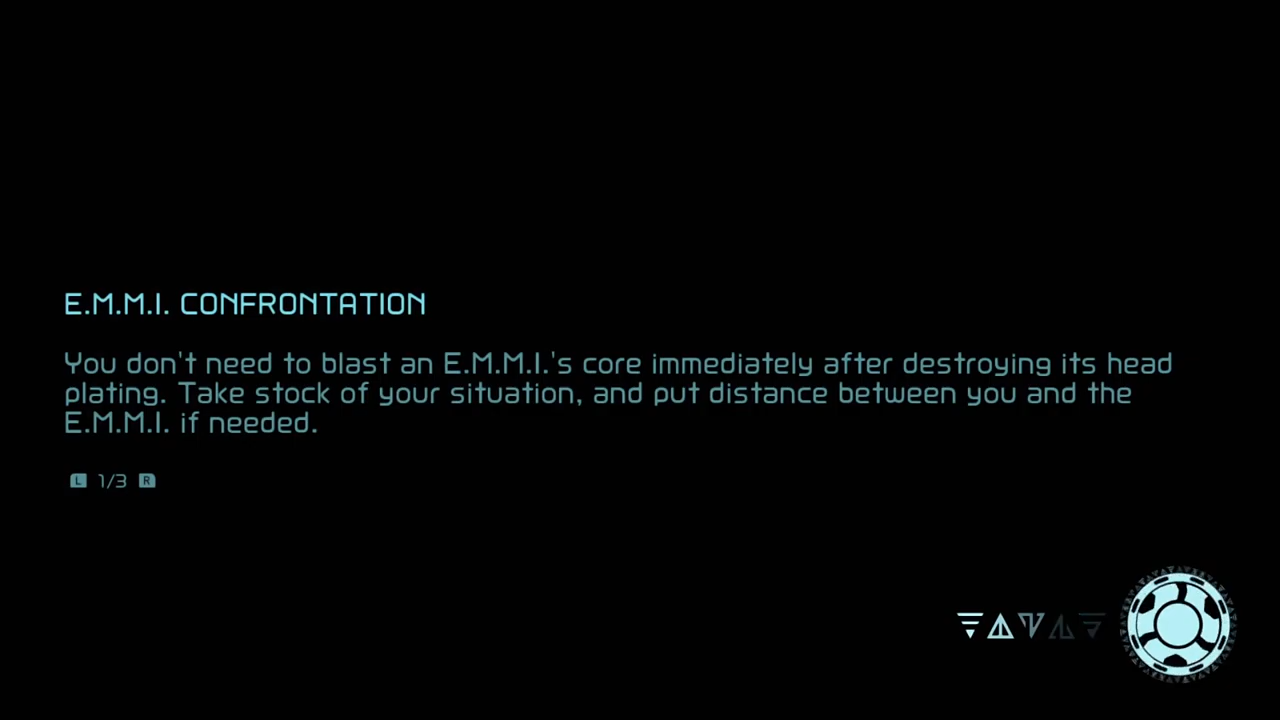 E.M.M.I. CONFRONTATION
You don't need to blast an E.M.M.I.'s core immediately after destroying its head
plating. Take stock of your situation, and put distance between you and the
E.M.M.I. if needed.
L 1/3 R